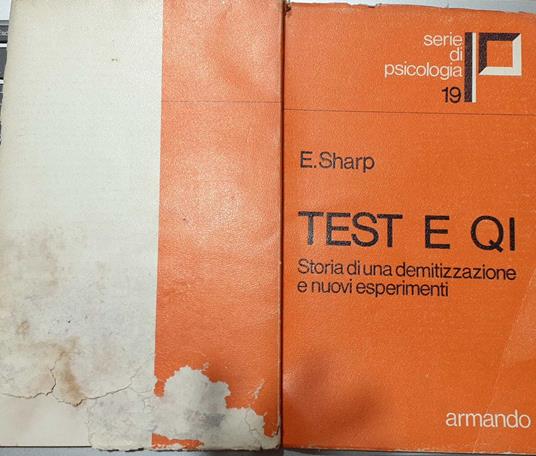 serie
di
psicologia
19
E.Sharp
TEST E QI
Storia di una demitizzazione
e nuovi esperimenti
armando